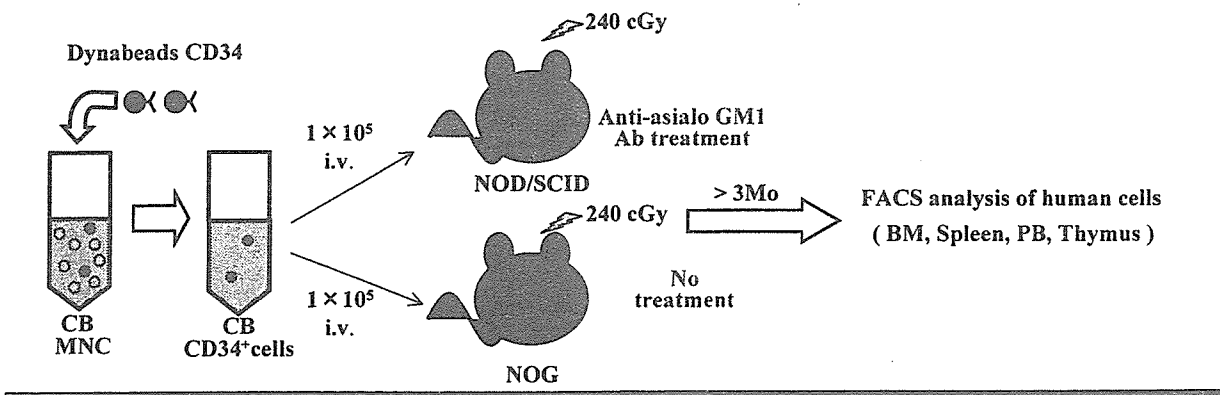 Dynabeads CD34
CB
MNC
CB
CD34⁺cells
1 × 10⁵
i.v.
1 × 10⁵
i.v.
240 cGy
Anti-asialo GM1
Ab treatment
NOD/SCID
240 cGy
No
treatment
NOG
> 3Mo
FACS analysis of human cells
( BM, Spleen, PB, Thymus )